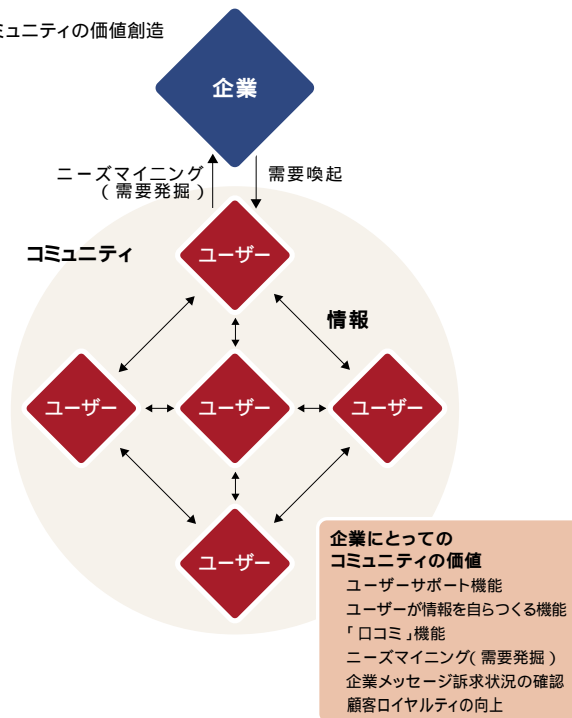 ミュニティの価値創造
企業
ニーズマイニング
(需要発掘)
需要喚起
コミュニティ
ユーザー
情報
ユーザー
ユーザー
ユーザー
ユーザー
企業にとっての
コミュニティの価値
ユーザーサポート機能
ユーザーが情報を自らつくる機能
「口コミ」機能
ニーズマイニング(需要発掘)
企業メッセージ訴求状況の確認
顧客ロイヤルティの向上